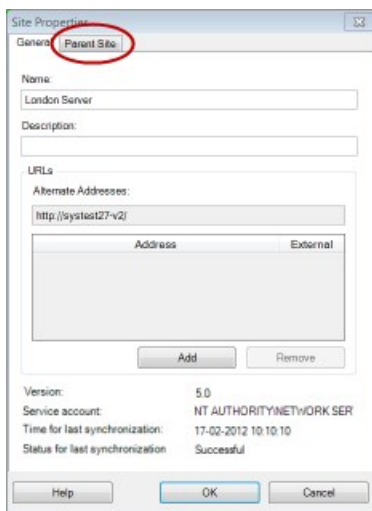 Site Properties
General Parent Site
Name:
London Server
Description:
URLs
Alternate Addresses:
http://systest27-v2/
Address External
Add Remove
Version: 5.0
Service account: NT AUTHORITY\NETWORK SER
Time for last synchronization: 17-02-2012 10:10:10
Status for last synchronization Successful
Help OK Cancel